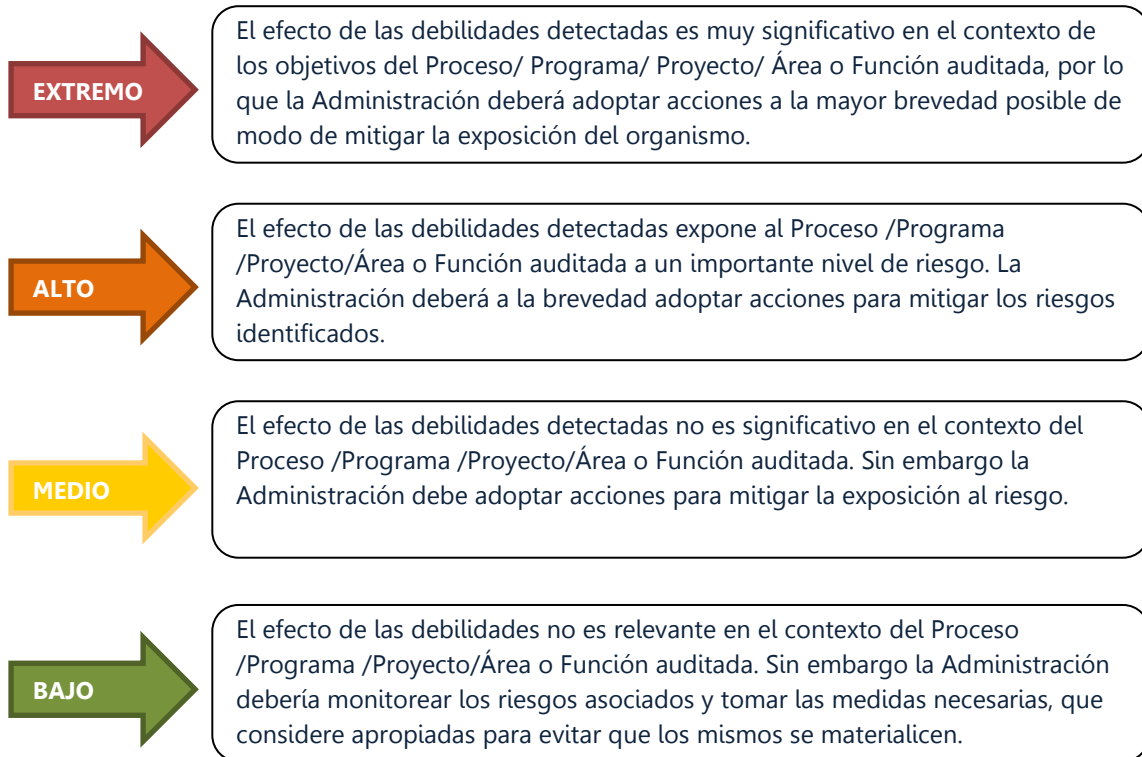 EXTREMO
El efecto de las debilidades detectadas es muy significativo en el contexto de
los objetivos del Proceso/ Programa/ Proyecto/ Área o Función auditada, por lo
que la Administración deberá adoptar acciones a la mayor brevedad posible de
modo de mitigar la exposición del organismo.
ALTO
El efecto de las debilidades detectadas expone al Proceso /Programa
/Proyecto/Área o Función auditada a un importante nivel de riesgo. La
Administración deberá a la brevedad adoptar acciones para mitigar los riesgos
identificados.
MEDIO
El efecto de las debilidades detectadas no es significativo en el contexto del
Proceso /Programa /Proyecto/Área o Función auditada. Sin embargo la
Administración debe adoptar acciones para mitigar la exposición al riesgo.
BAJO
El efecto de las debilidades no es relevante en el contexto del Proceso
/Programa /Proyecto/Área o Función auditada. Sin embargo la Administración
debería monitorear los riesgos asociados y tomar las medidas necesarias, que
considere apropiadas para evitar que los mismos se materialicen.